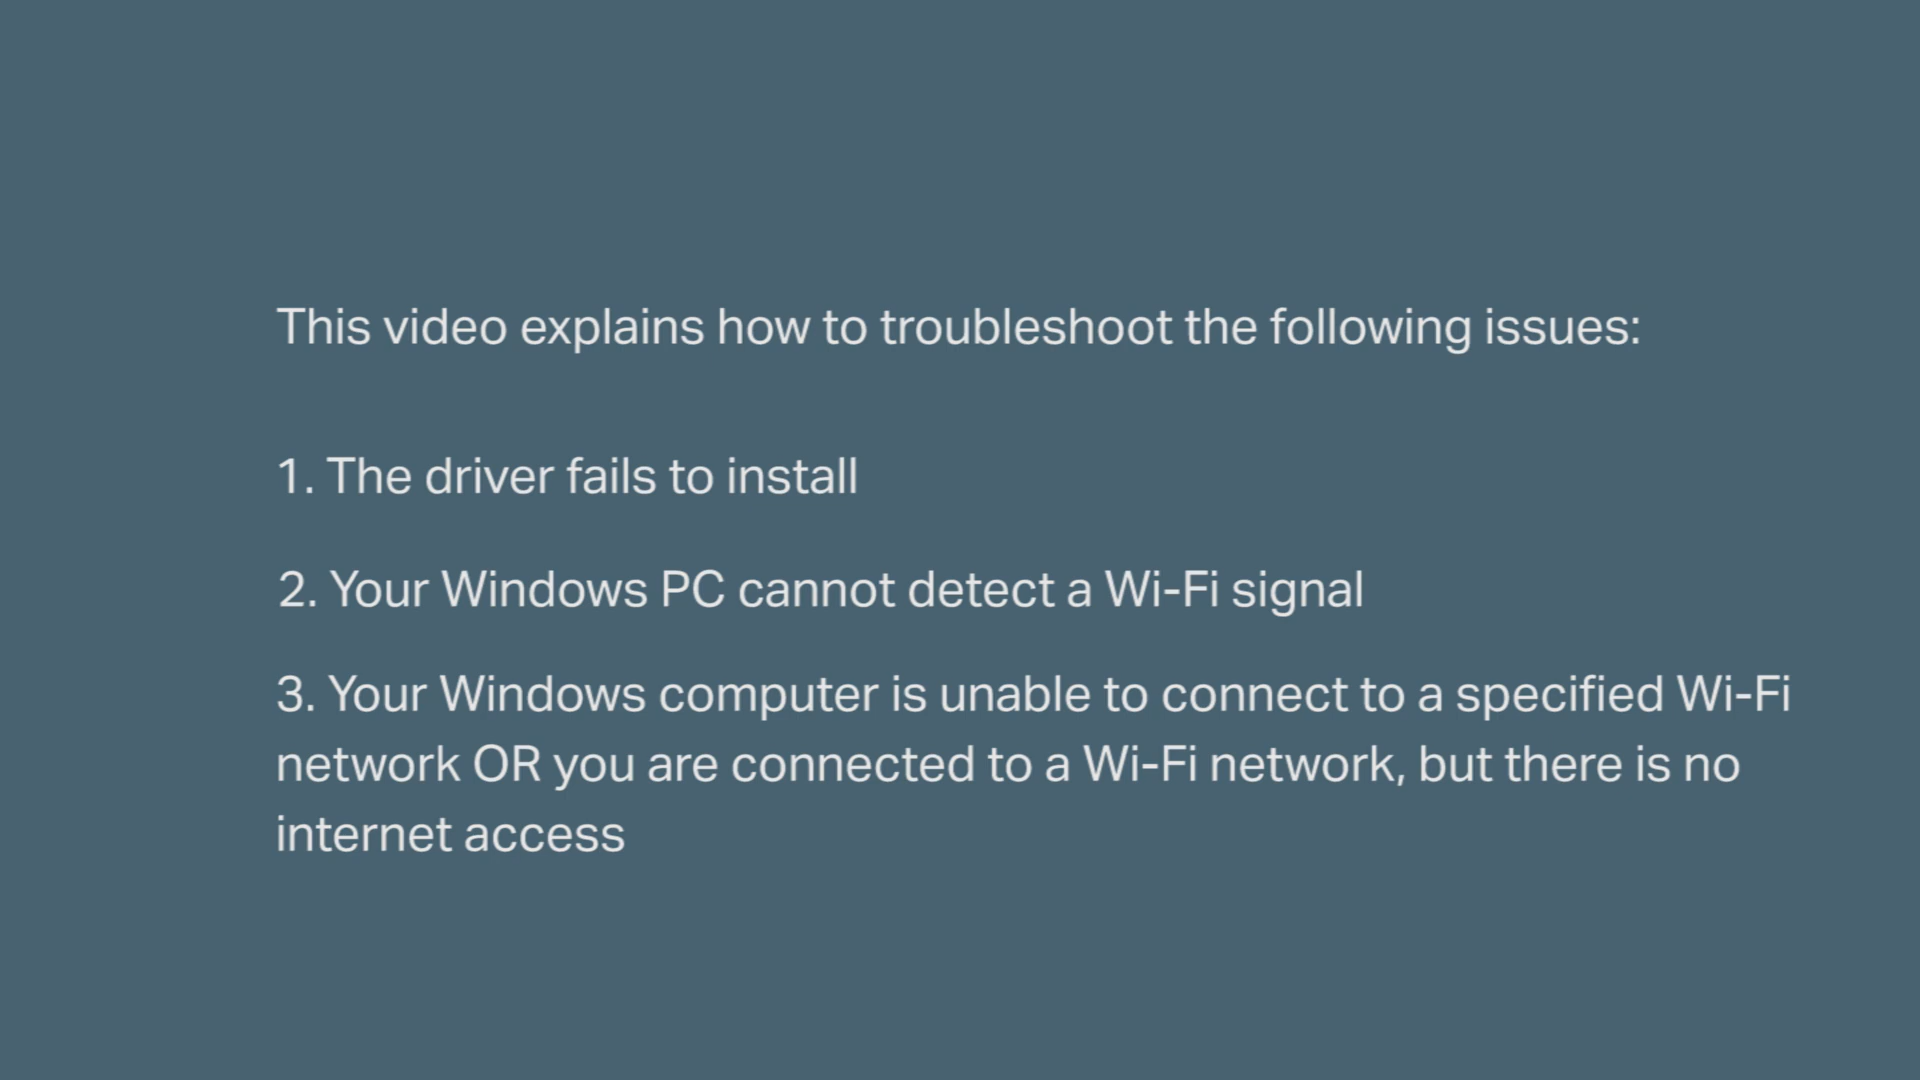 This video explains how to troubleshoot the following issues:
1. The driver fails to install
2. Your Windows PC cannot detect a Wi-Fi signal
3. Your Windows computer is unable to connect to a specified Wi-Fi
network OR you are connected to a Wi-Fi network, but there is no
internet access